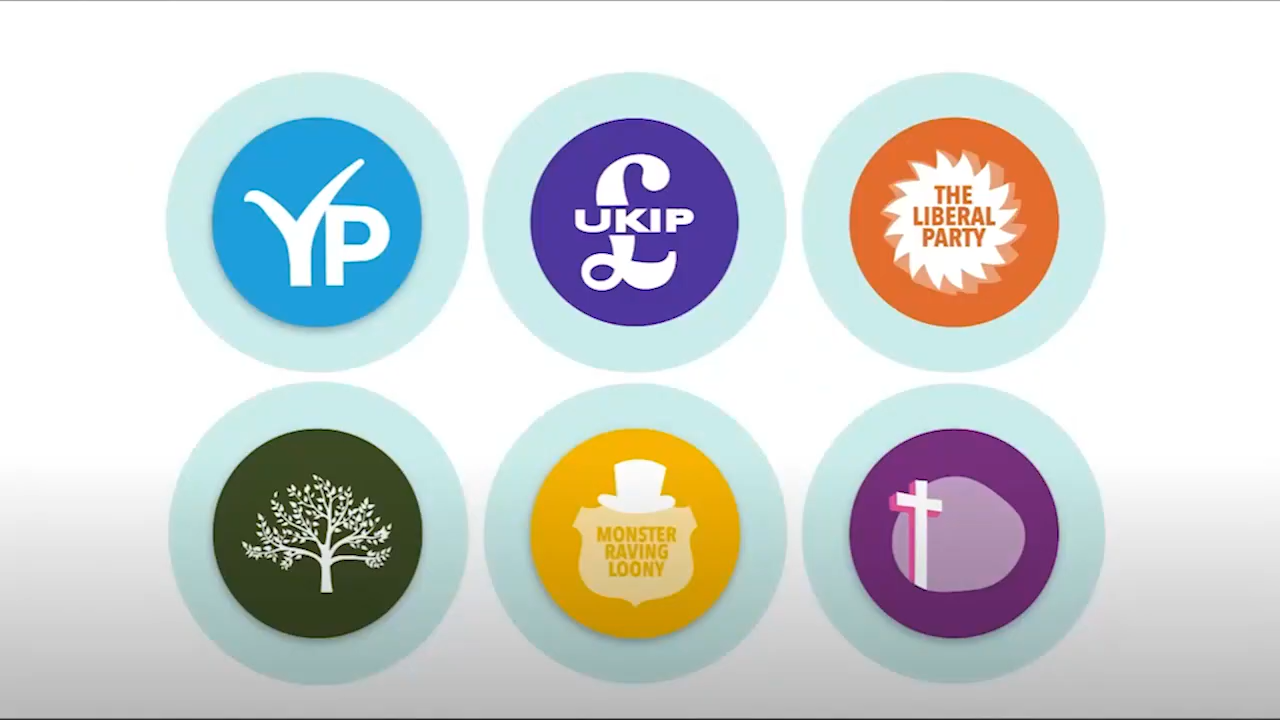 YP
UKIP
THE
LIBERAL
PARTY
MONSTER
RAVING
LOONY